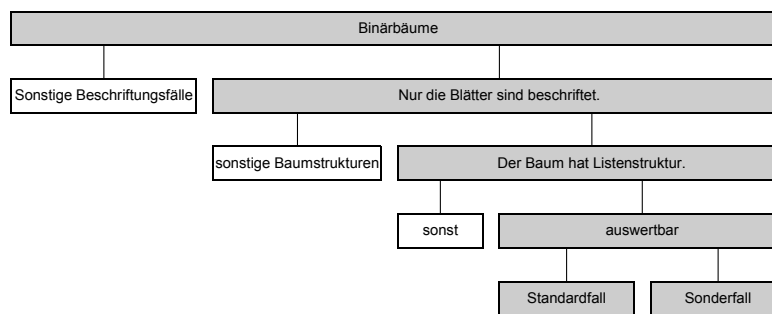 Binärbäume
Sonstige Beschriftungsfälle
Nur die Blätter sind beschriftet.
sonstige Baumstrukturen
Der Baum hat Listenstruktur.
sonst
auswertbar
Standardfall
Sonderfall